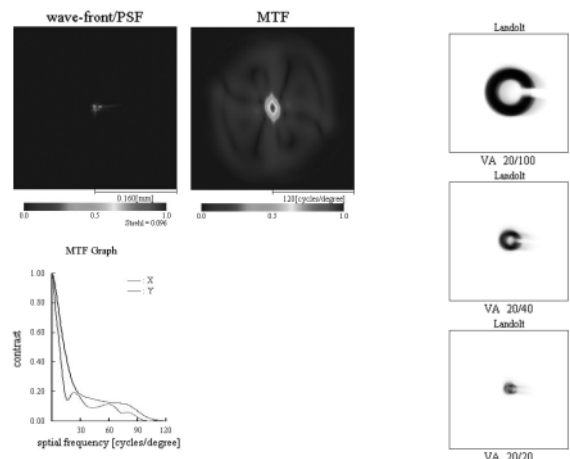 wave-front/PSF
MTF
0.160[mm]
0.0 0.5 1.0
Strehl = 0.096
120[cycles/degree]
0.0 0.5 1.0
MTF Graph
: X
: Y
contrast
1.00
0.80
0.60
0.40
0.20
0.00
0 30 60 90 120
sptial frequency [cycles/degree]
Landolt
VA 20/100
Landolt
VA 20/40
Landolt
VA 20/20